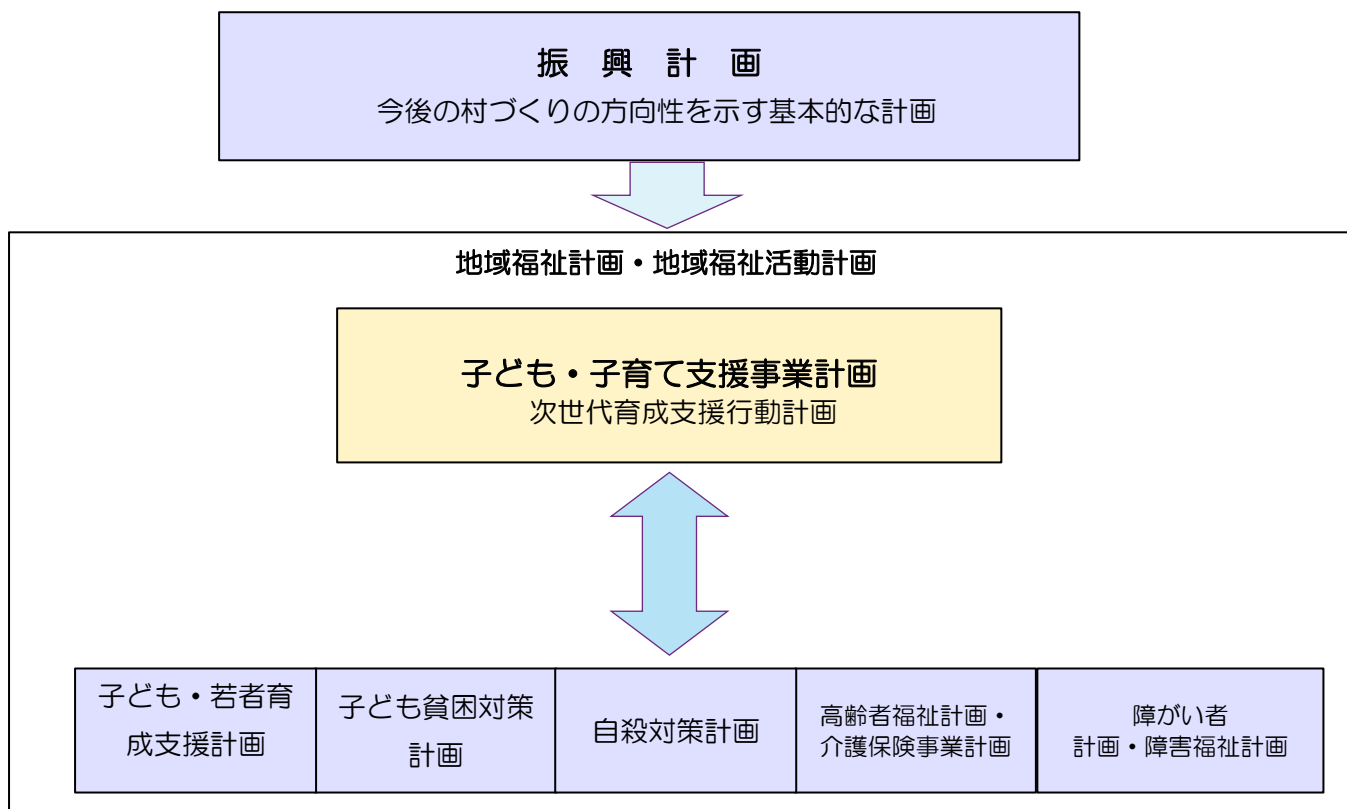 振 興 計 画
今後の村づくりの方向性を示す基本的な計画
地域福祉計画・地域福祉活動計画
子ども・子育て支援事業計画
次世代育成支援行動計画
子ども・若者育
成支援計画
子ども貧困対策
計画
自殺対策計画
高齢者福祉計画・
介護保険事業計画
障がい者
計画・障害福祉計画